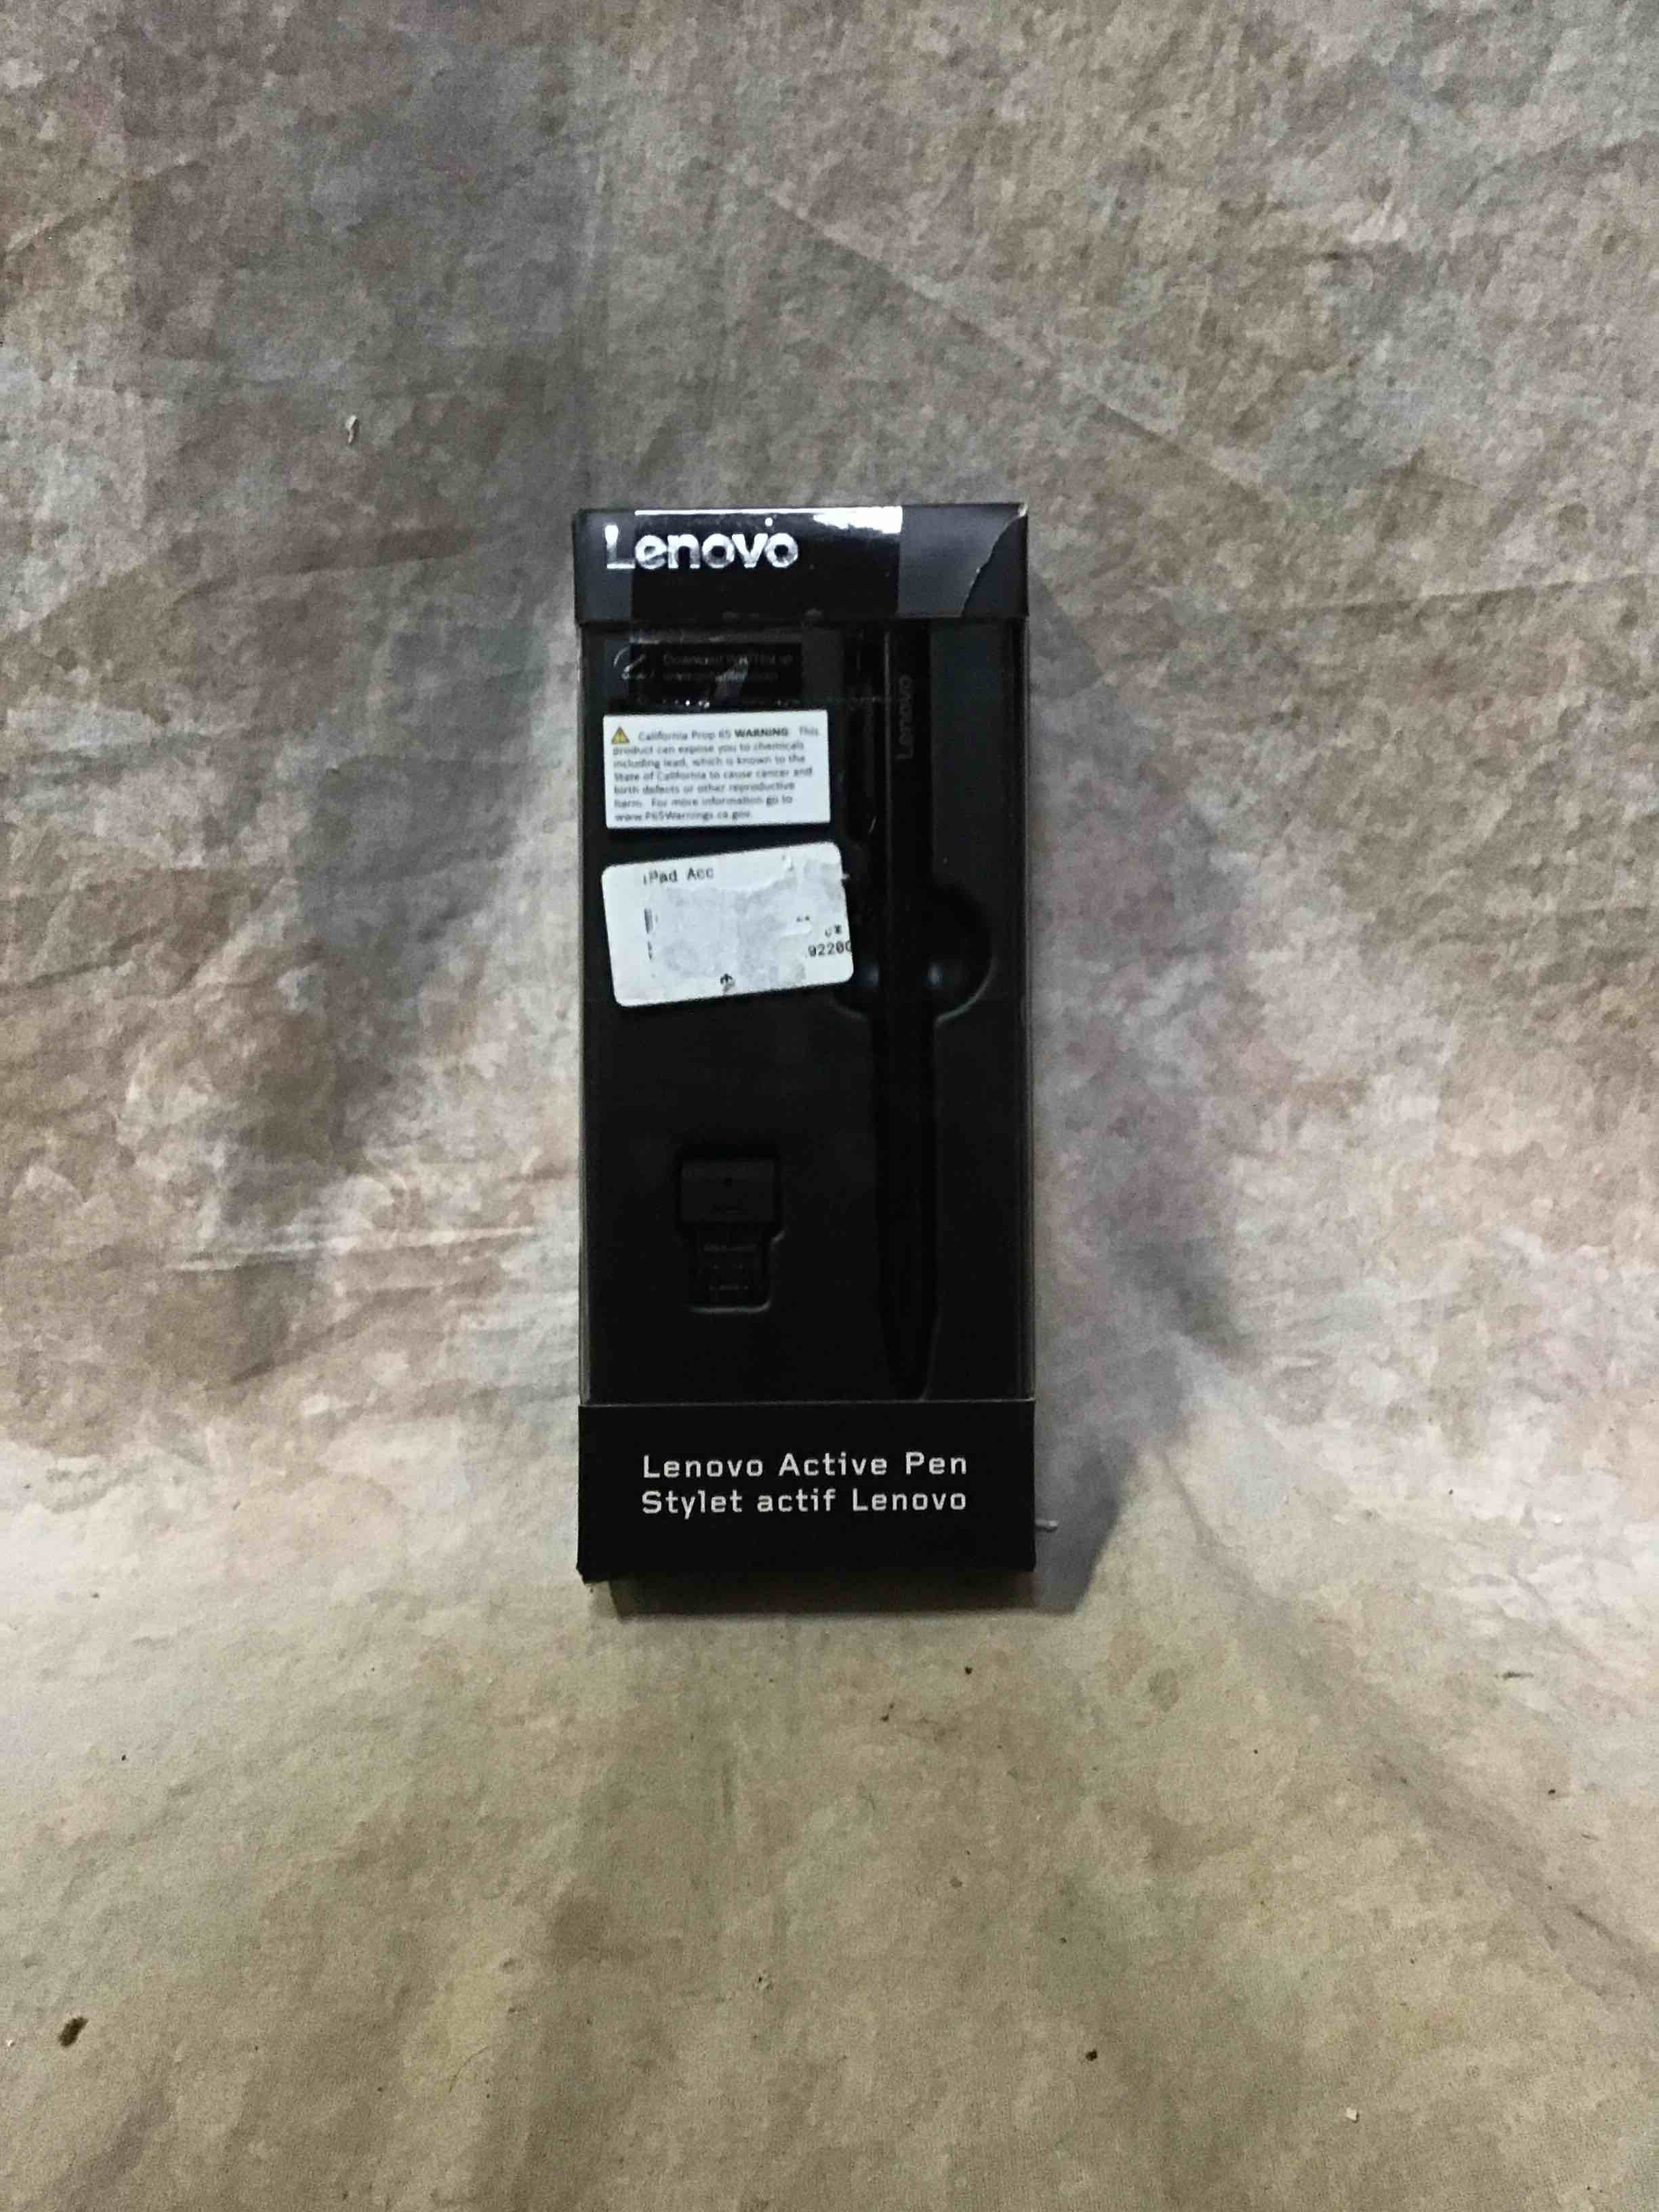 Lenovo
Lenovo
California Prop 65 WARNING: This
product can expose you to chemicals
including lead, which is known to the
State of California to cause cancer and
birth defects or other reproductive
harm. For more information go to
www.P65Warnings.ca.gov
iPad Acc
9220
Lenovo Active Pen
Stylet actif Lenovo